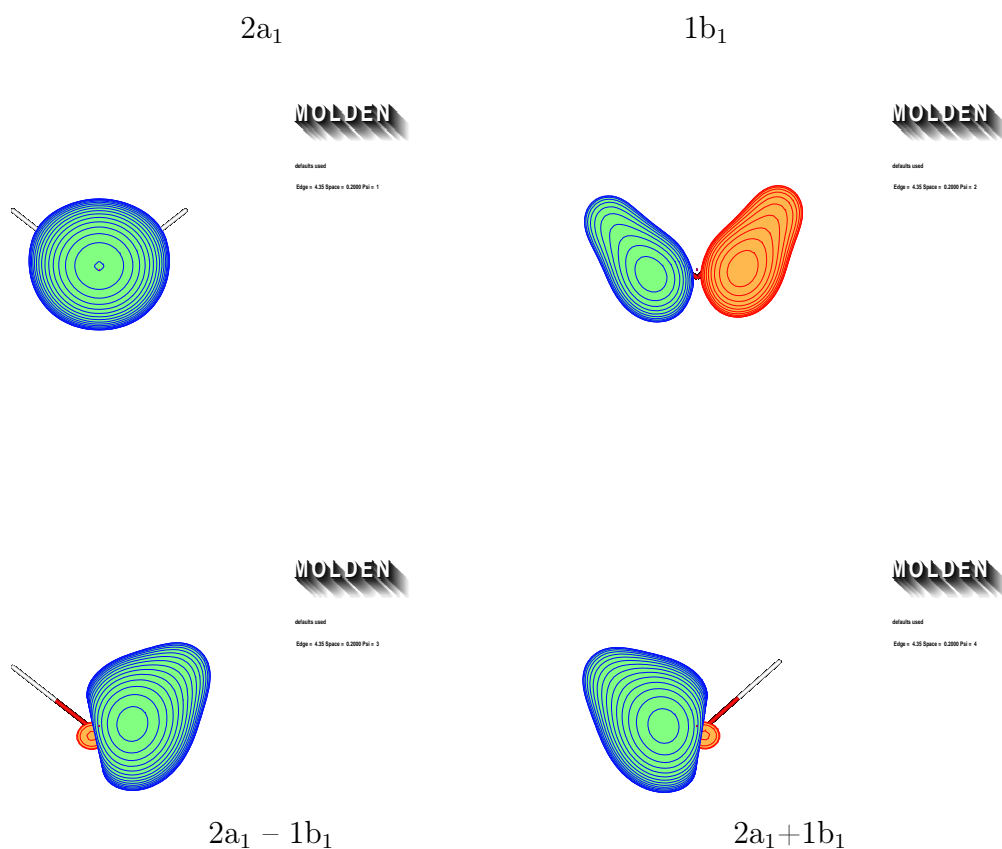 2a₁ 1b₁
MOLDEN MOLDEN
defaults used defaults used
Edge = 4.35 Space = 0.2000 Psi = 1 Edge = 4.35 Space = 0.2000 Psi = 2
MOLDEN MOLDEN
defaults used defaults used
Edge = 4.35 Space = 0.2000 Psi = 3 Edge = 4.35 Space = 0.2000 Psi = 4
2a₁ – 1b₁ 2a₁+1b₁